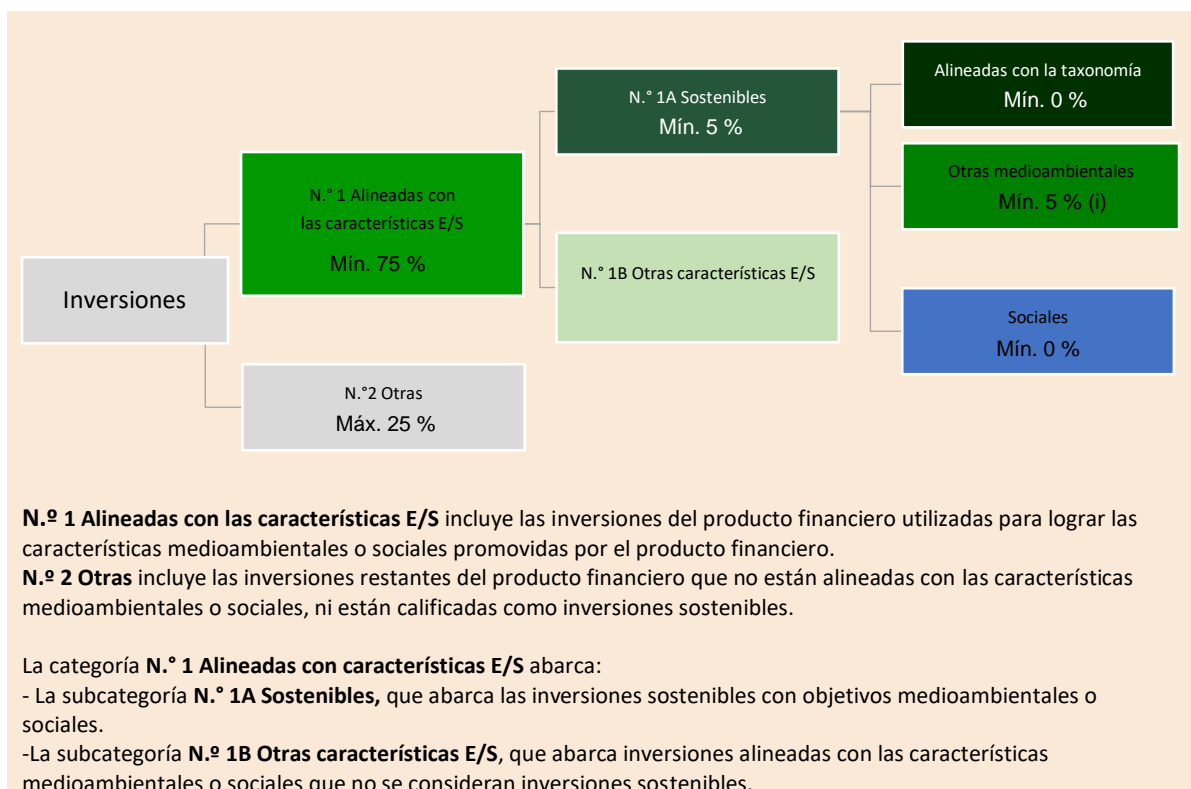 Inversiones
N.° 1 Alineadas con
las características E/S
Mín. 75 %
N.°2 Otras
Máx. 25 %
N.° 1A Sostenibles
Mín. 5 %
N.° 1B Otras características E/S
Alineadas con la taxonomía
Mín. 0 %
Otras medioambientales
Mín. 5 % (i)
Sociales
Mín. 0 %
N.º 1 Alineadas con las características E/S incluye las inversiones del producto financiero utilizadas para lograr las
características medioambientales o sociales promovidas por el producto financiero.
N.º 2 Otras incluye las inversiones restantes del producto financiero que no están alineadas con las características
medioambientales o sociales, ni están calificadas como inversiones sostenibles.
La categoría N.° 1 Alineadas con características E/S abarca:
- La subcategoría N.° 1A Sostenibles, que abarca las inversiones sostenibles con objetivos medioambientales o
sociales.
-La subcategoría N.º 1B Otras características E/S, que abarca inversiones alineadas con las características
medioambientales o sociales que no se consideran inversiones sostenibles.